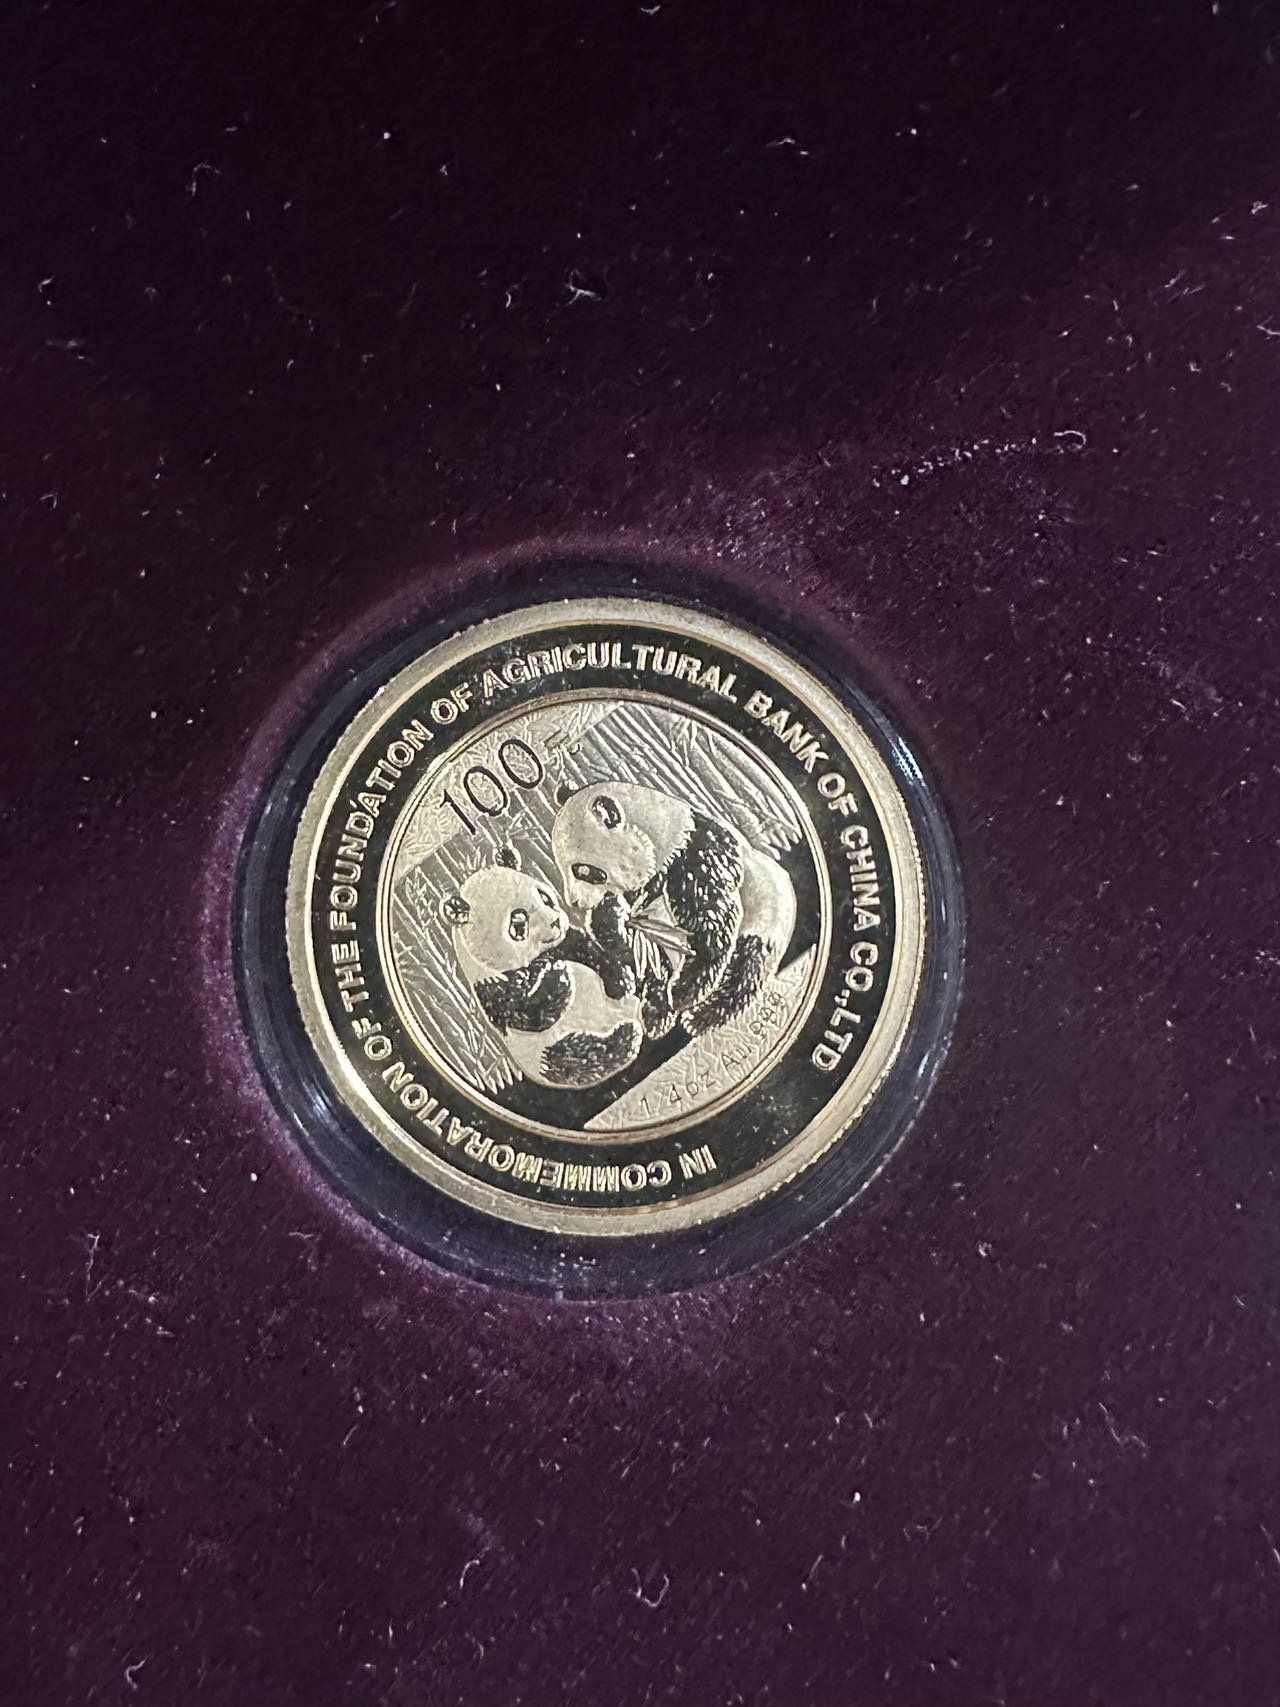 IN COMMEMORATION OF THE FOUNDATION OF AGRICULTURAL BANK OF CHINA CO.,LTD
100元
1/4oz Au .999